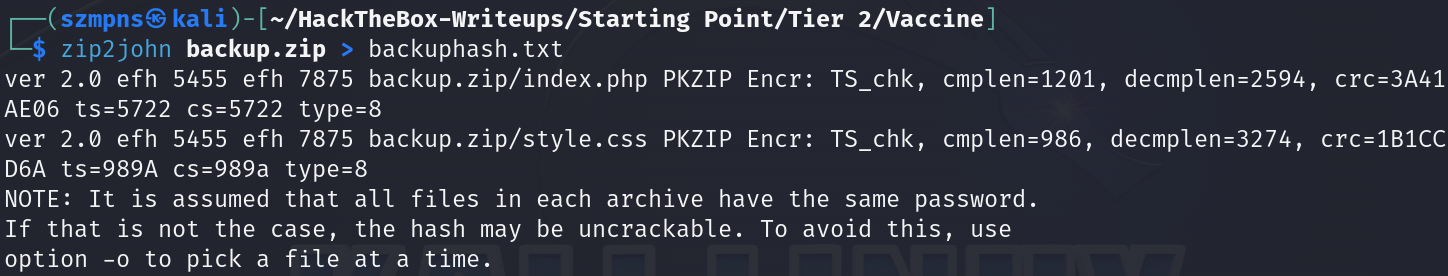 ┌──(szmpns㉿kali)-[~/HackTheBox-Writeups/Starting Point/Tier 2/Vaccine]
└─$ zip2john backup.zip > backuphash.txt
ver 2.0 efh 5455 efh 7875 backup.zip/index.php PKZIP Encr: TS_chk, cmplen=1201, decmplen=2594, crc=3A41
AE06 ts=5722 cs=5722 type=8
ver 2.0 efh 5455 efh 7875 backup.zip/style.css PKZIP Encr: TS_chk, cmplen=986, decmplen=3274, crc=1B1CC
D6A ts=989A cs=989a type=8
NOTE: It is assumed that all files in each archive have the same password.
If that is not the case, the hash may be uncrackable. To avoid this, use
option -o to pick a file at a time.